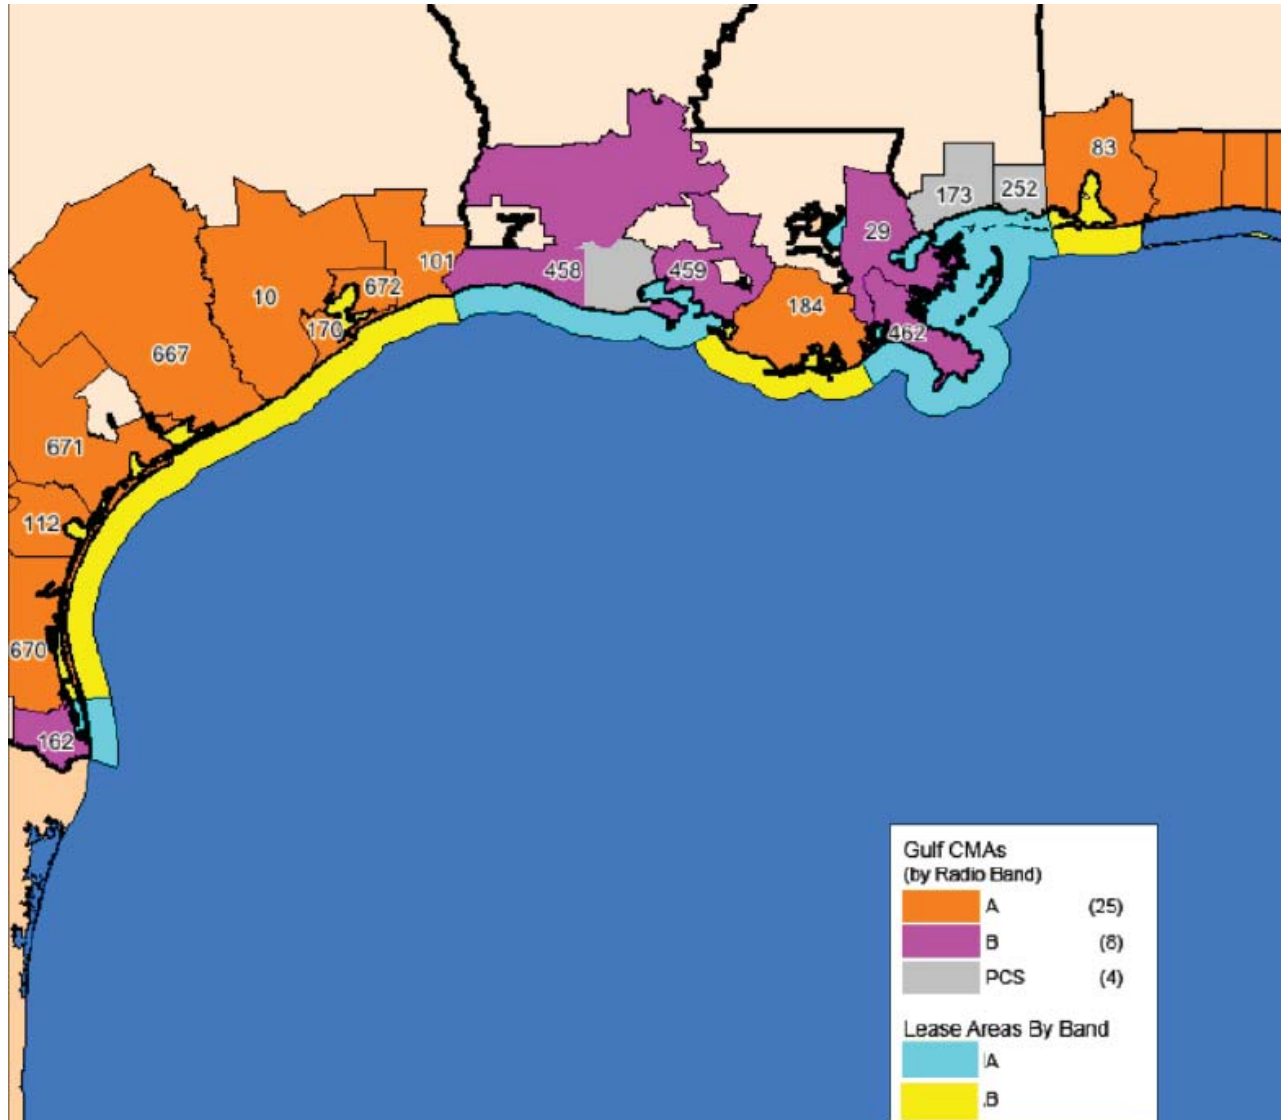 83
173
252
29
101
458
459
10
672
184
170
462
667
671
112
670
162
Gulf CMAs
(by Radio Band)
A (25)
B (8)
PCS (4)
Lease Areas By Band
A
B